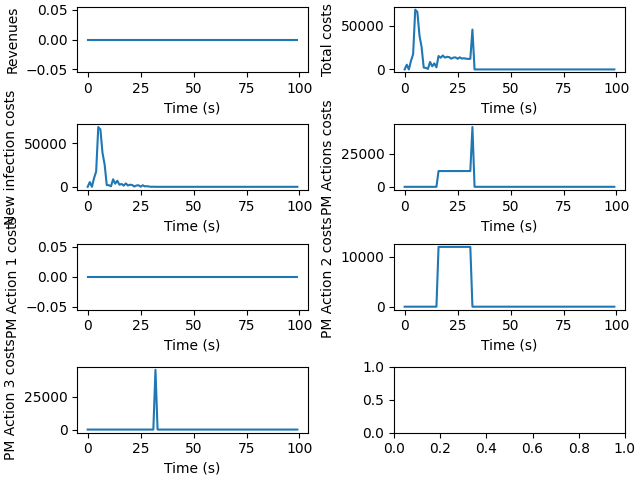 Revenues
0.05
0.00
−0.05
0 25 50 75 100
Time (s)
Total costs
50000
0
0 25 50 75 100
Time (s)
New infection costs
50000
0
0 25 50 75 100
Time (s)
PM Actions costs
25000
0
0 25 50 75 100
Time (s)
PM Action 1 costs
0.05
0.00
−0.05
0 25 50 75 100
Time (s)
PM Action 2 costs
10000
0
0 25 50 75 100
Time (s)
PM Action 3 costs
25000
0
0 25 50 75 100
Time (s)
1.0
0.5
0.0
0.0 0.2 0.4 0.6 0.8 1.0